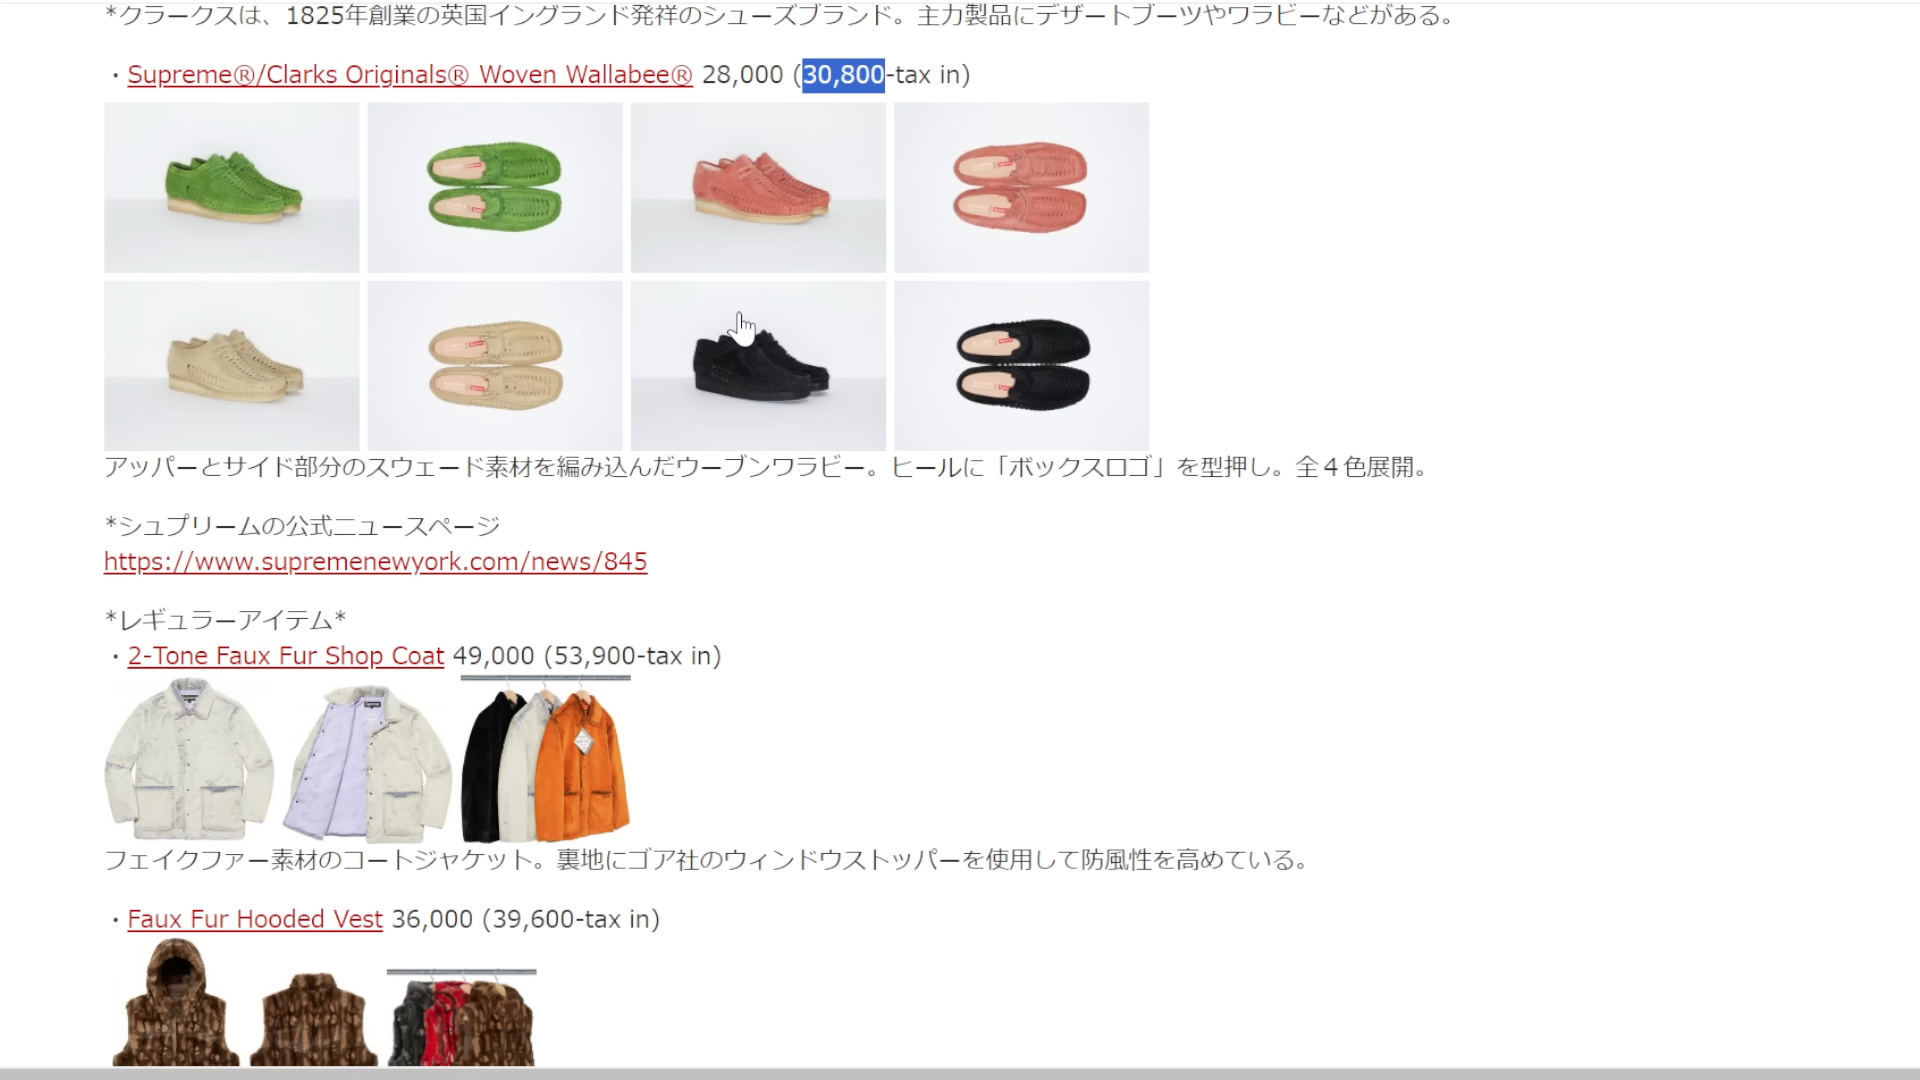 *クラークスは、1825年創業の英国イングランド発祥のシューズブランド。主力製品にデザートブーツやワラビーなどがある。
・Supreme®/Clarks Originals® Woven Wallabee® 28,000 (30,800-tax in)
アッパーとサイド部分のスウェード素材を編み込んだウーブンワラビー。ヒールに「ボックスロゴ」を型押し。全４色展開。
*シュプリームの公式ニュースページ
https://www.supremenewyork.com/news/845
*レギュラーアイテム*
・2-Tone Faux Fur Shop Coat 49,000 (53,900-tax in)
フェイクファー素材のコートジャケット。裏地にゴア社のウィンドウストッパーを使用して防風性を高めている。
・Faux Fur Hooded Vest 36,000 (39,600-tax in)